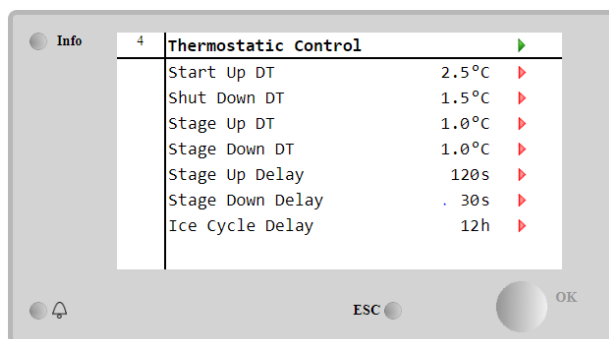 Info
4 Thermostatic Control
Start Up DT 2.5°C
Shut Down DT 1.5°C
Stage Up DT 1.0°C
Stage Down DT 1.0°C
Stage Up Delay 120s
Stage Down Delay . 30s
Ice Cycle Delay 12h
ESC
OK